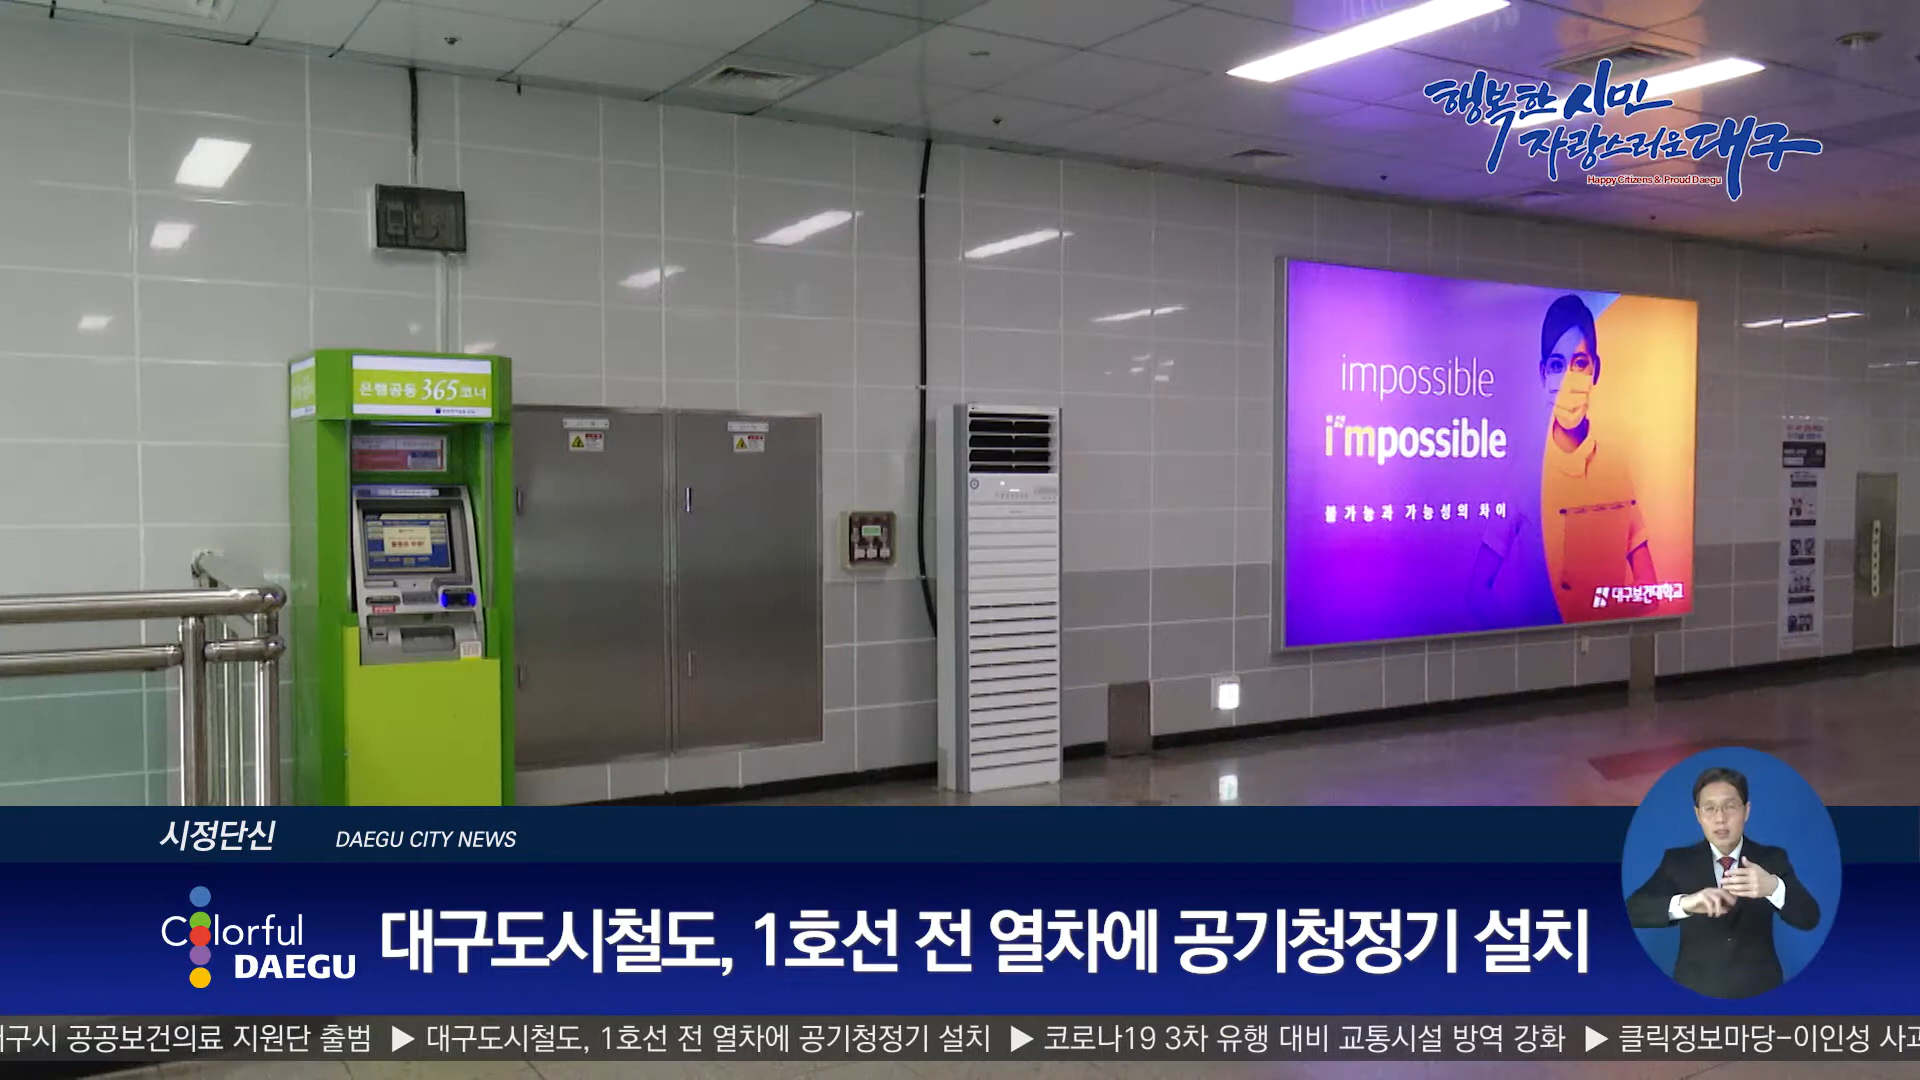 행복한 시민
자랑스러운 대구
Happy Citizens & Proud Daegu
은행공동 365 코너
impossible
i'mpossible
불가능과 가능성의 차이
대구보건대학교
시정단신 DAEGU CITY NEWS
Colorful
DAEGU
대구도시철도, 1호선 전 열차에 공기청정기 설치
대구시 공공보건의료 지원단 출범 ▶ 대구도시철도, 1호선 전 열차에 공기청정기 설치 ▶ 코로나19 3차 유행 대비 교통시설 방역 강화 ▶ 클릭정보마당-이인성 사과